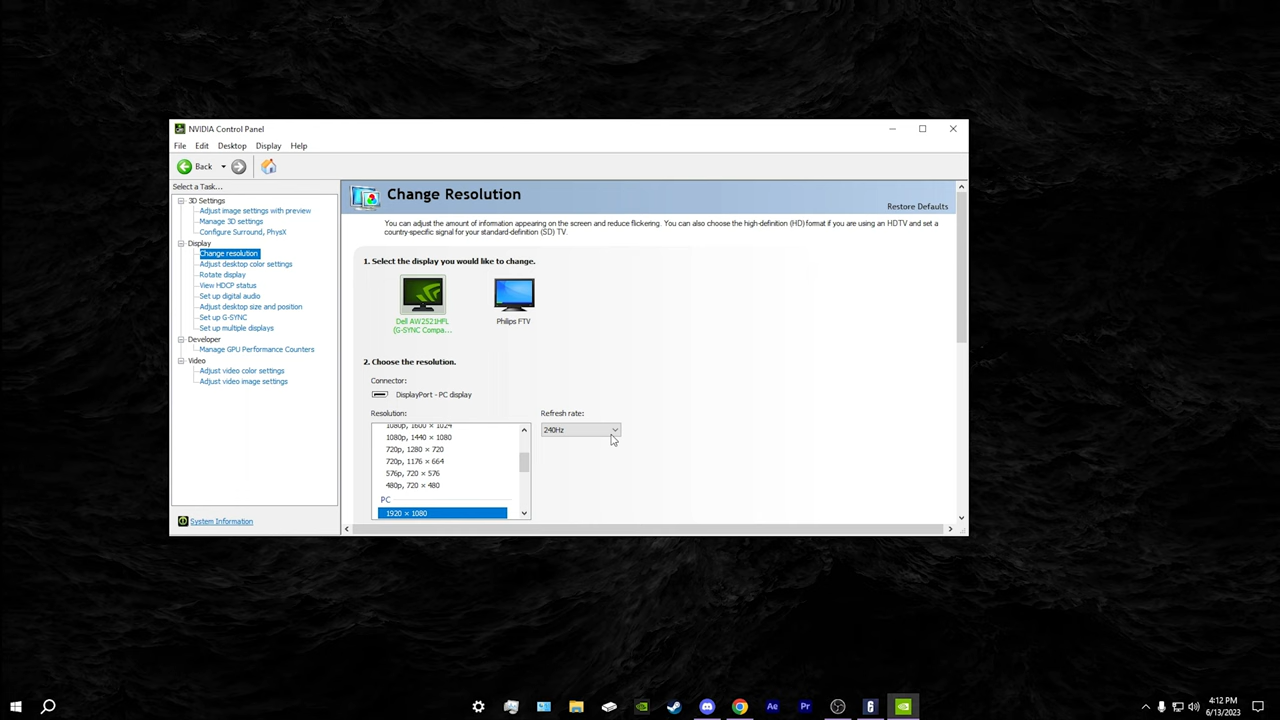 NVIDIA Control Panel
File Edit Desktop Display Help
Back
Select a Task...
3D Settings
Adjust image settings with preview
Manage 3D settings
Configure Surround, PhysX
Display
Change resolution
Adjust desktop color settings
Rotate display
View HDCP status
Set up digital audio
Adjust desktop size and position
Set up G-SYNC
Set up multiple displays
Developer
Manage GPU Performance Counters
Video
Adjust video color settings
Adjust video image settings
System Information
Change Resolution
Restore Defaults
You can adjust the amount of information appearing on the screen and reduce flickering. You can also choose the high-definition (HD) format if you are using an HDTV and set a
country-specific signal for your standard-definition (SD) TV.
1. Select the display you would like to change.
Dell AW2521HFL
(G-SYNC Compa...
Philips FTV
2. Choose the resolution.
Connector:
DisplayPort - PC display
Resolution:
Refresh rate:
1080p, 1600 × 1024
240Hz
1080p, 1440 × 1080
720p, 1280 × 720
720p, 1176 × 664
576p, 720 × 576
480p, 720 × 480
PC
1920 × 1080
Ae
Pr
6
4:12 PM
6/13/2023